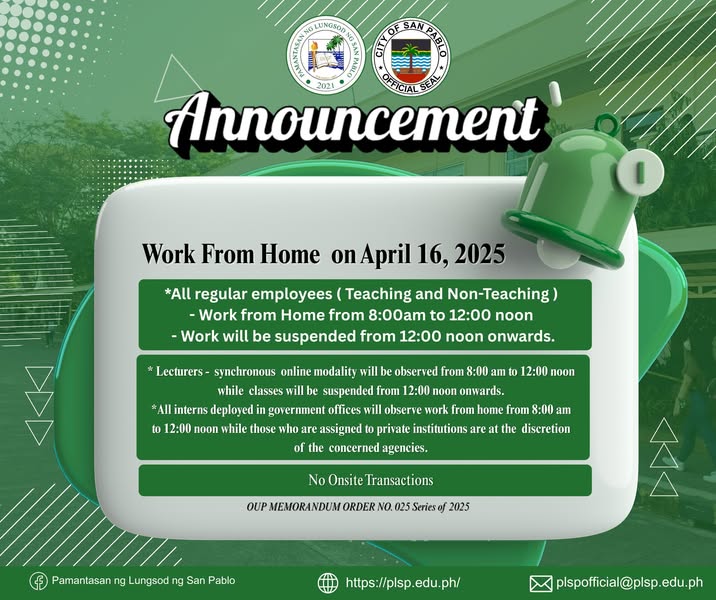 PAMANTASAN NG LUNGSOD NG SAN PABLO
2021
CITY OF SAN PABLO
OFFICIAL SEAL
Announcement
Work From Home on April 16, 2025
*All regular employees ( Teaching and Non-Teaching )
- Work from Home from 8:00am to 12:00 noon
- Work will be suspended from 12:00 noon onwards.
* Lecturers - synchronous online modality will be observed from 8:00 am to 12:00 noon
while classes will be suspended from 12:00 noon onwards.
*All interns deployed in government offices will observe work from home from 8:00 am
to 12:00 noon while those who are assigned to private institutions are at the discretion
of the concerned agencies.
No Onsite Transactions
OUP MEMORANDUM ORDER NO. 025 Series of 2025
Pamantasan ng Lungsod ng San Pablo
https://plsp.edu.ph/
plspofficial@plsp.edu.ph